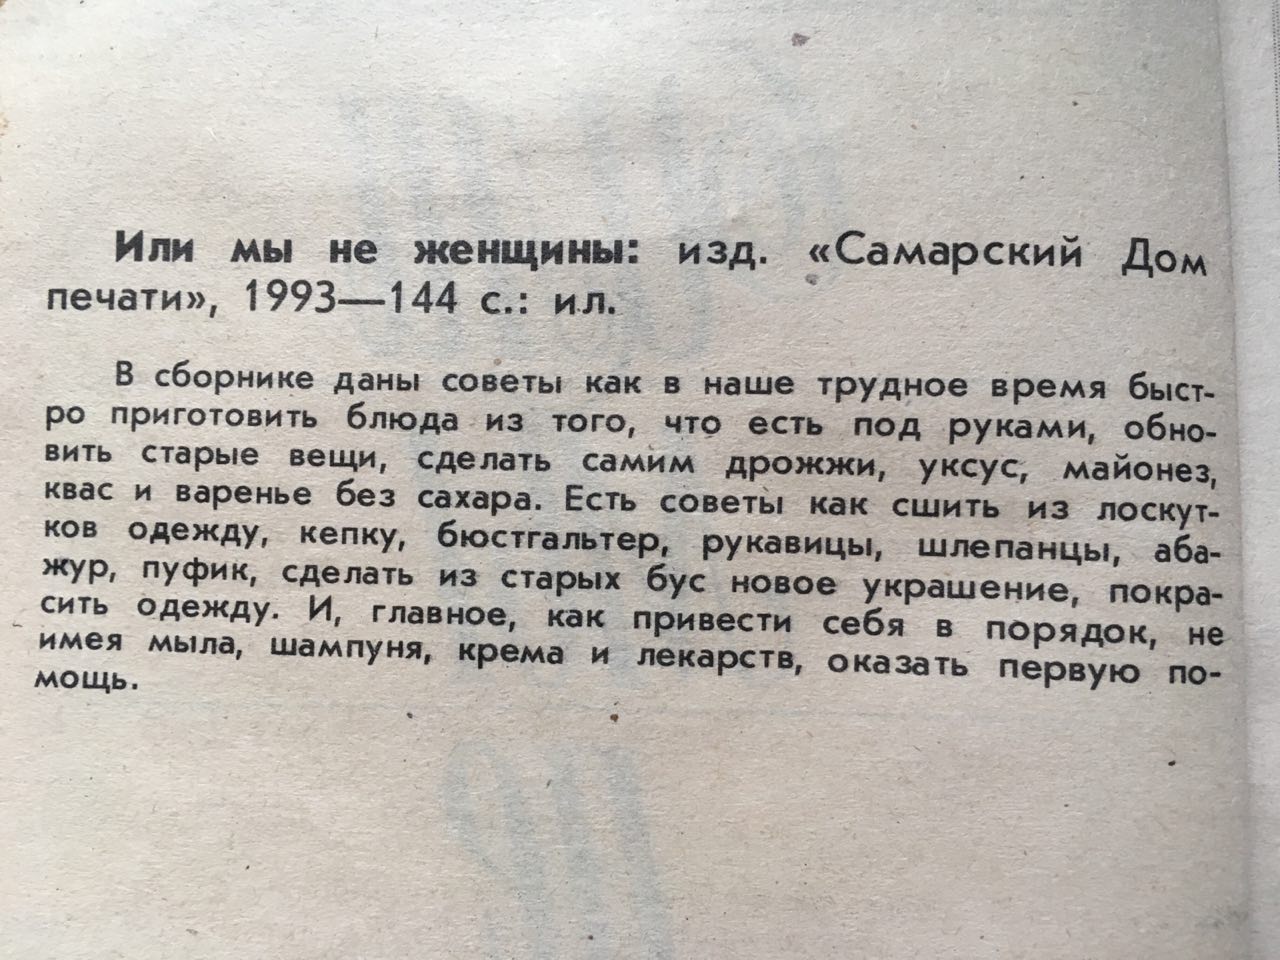 Или мы не женщины: изд. «Самарский Дом
печати», 1993—144 с.: ил.
В сборнике даны советы как в наше трудное время быст-
ро приготовить блюда из того, что есть под руками, обно-
вить старые вещи, сделать самим дрожжи, уксус, майонез,
квас и варенье без сахара. Есть советы как сшить из лоскут-
ков одежду, кепку, бюстгальтер, рукавицы, шлепанцы, аба-
жур, пуфик, сделать из старых бус новое украшение, покра-
сить одежду. И, главное, как привести себя в порядок, не
имея мыла, шампуня, крема и лекарств, оказать первую по-
мощь.